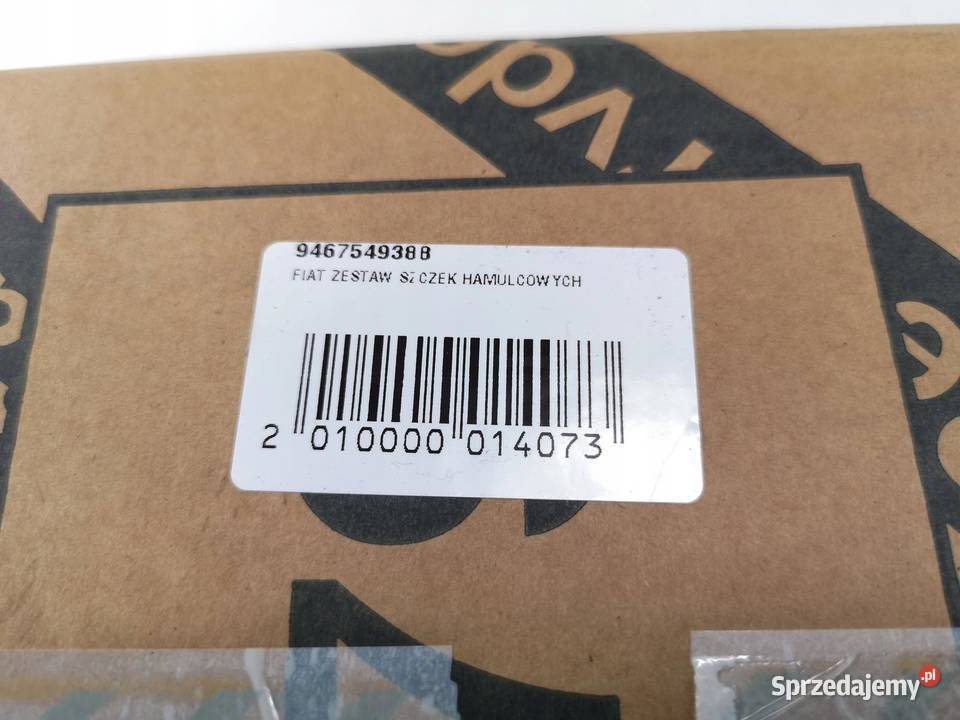 9467549388
FIAT ZESTAW SZCZEK HAMULCOWYCH
2 010000 014073
Sprzedajemy.pl